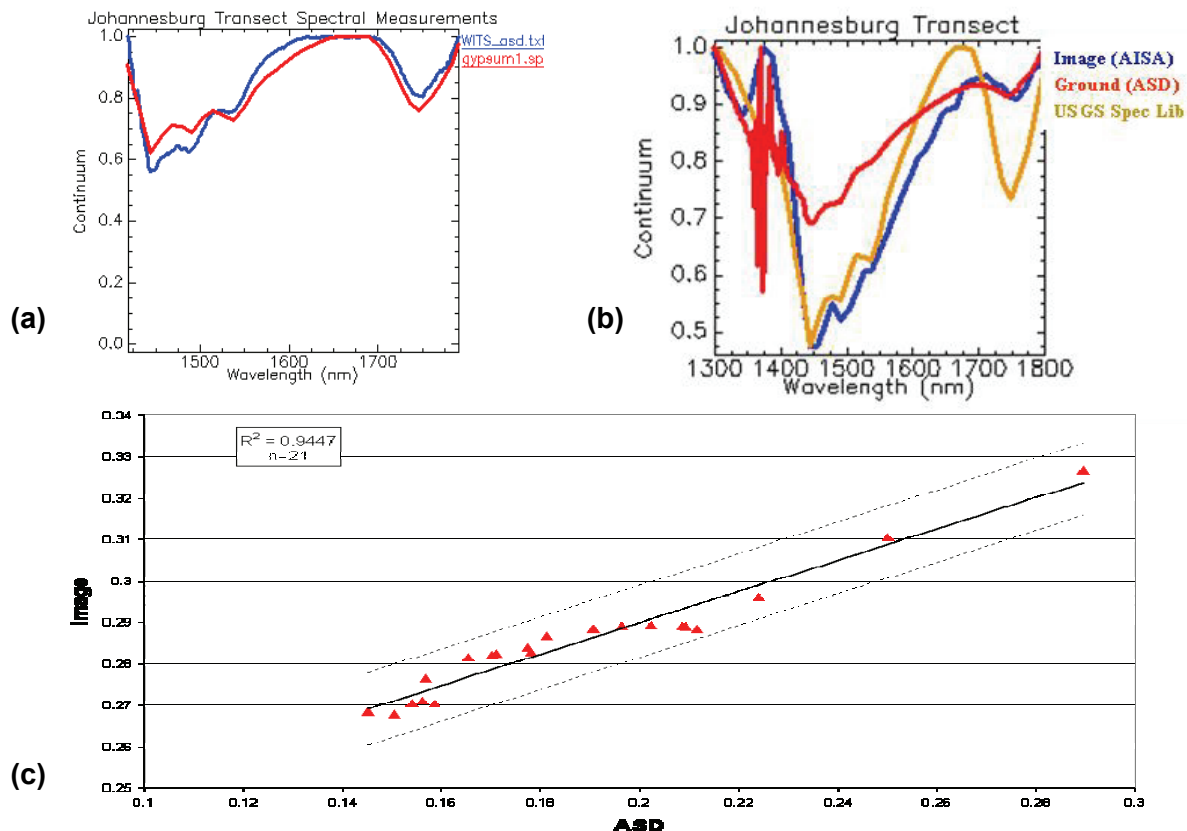 Johannesburg Transect Spectral Measurements
WITS_asd.txt
gypsum1.sp
1.0
0.8
0.6
0.4
0.2
0.0
Continuum
1500
1600
1700
Wavelength (nm)
(a)
Johannesburg Transect
Image (AISA)
Ground (ASD)
USGS Spec Lib
1.0
0.9
0.8
0.7
0.6
0.5
Continuum
1300
1400
1500
1600
1700
1800
Wavelength (nm)
(b)
R² = 0.9447
n=21
0.34
0.33
0.32
0.31
0.3
0.29
0.28
0.27
0.26
0.25
Image
0.1
0.12
0.14
0.16
0.18
0.2
0.22
0.24
0.26
0.28
0.3
ASD
(c)